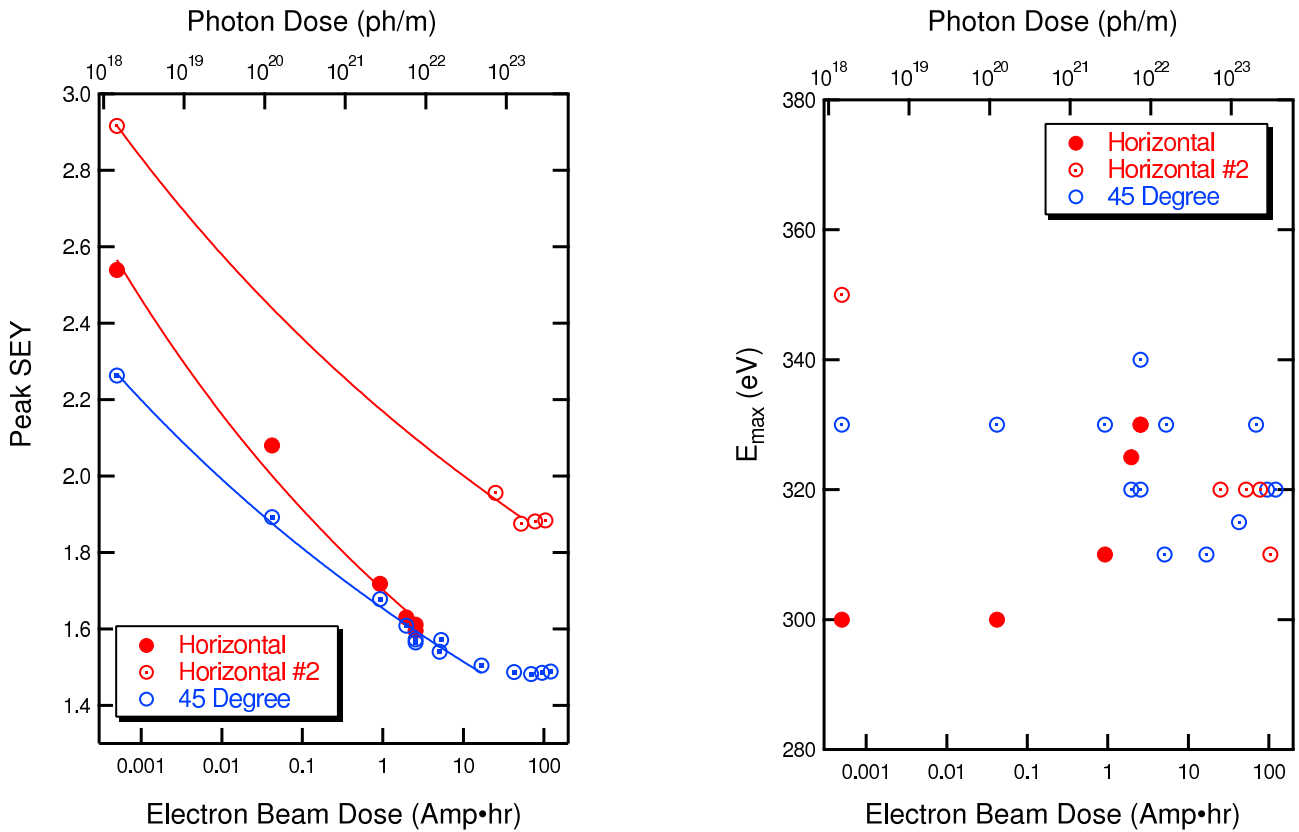 Photon Dose (ph/m)
10^18 10^19 10^20 10^21 10^22 10^23
3.0
2.8
2.6
2.4
2.2
2.0
1.8
1.6
1.4
Peak SEY
Horizontal
Horizontal #2
45 Degree
0.001 0.01 0.1 1 10 100
Electron Beam Dose (Amp•hr)
Photon Dose (ph/m)
10^18 10^19 10^20 10^21 10^22 10^23
380
360
340
320
300
280
E_max (eV)
Horizontal
Horizontal #2
45 Degree
0.001 0.01 0.1 1 10 100
Electron Beam Dose (Amp•hr)